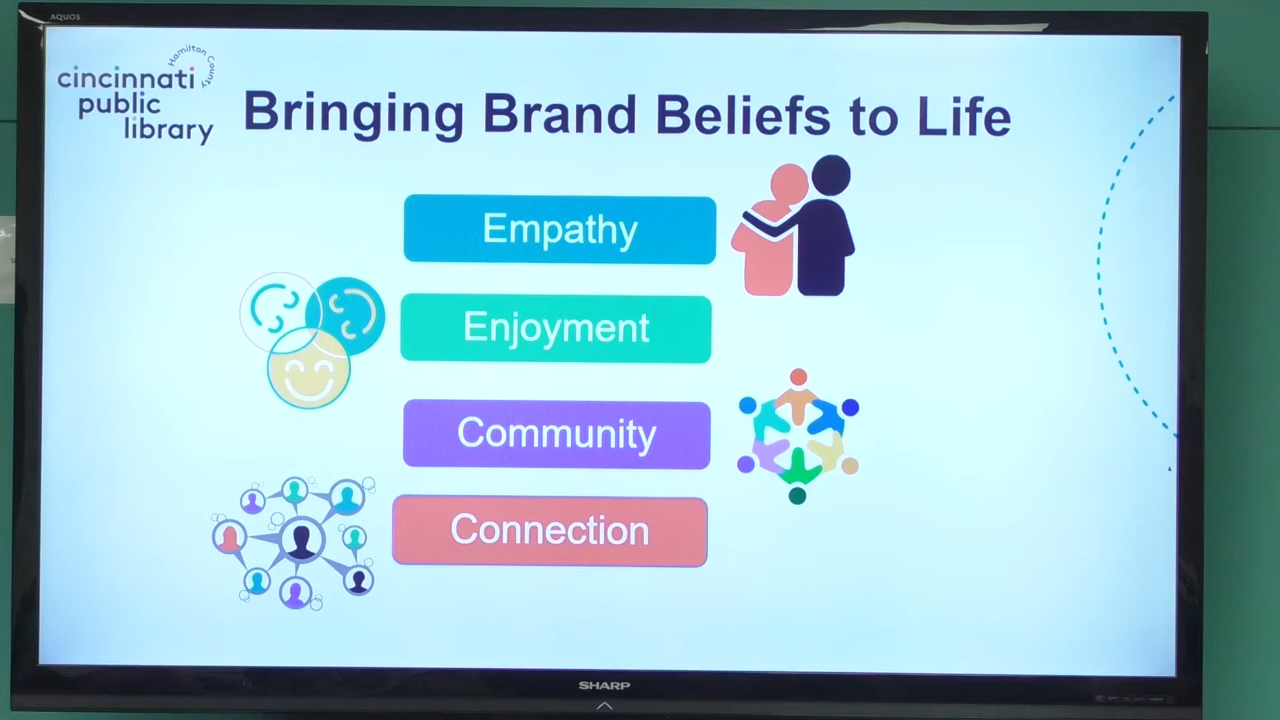 AQUOS
Hamilton County
cincinnati
public
library
Bringing Brand Beliefs to Life
Empathy
Enjoyment
Community
Connection
SHARP